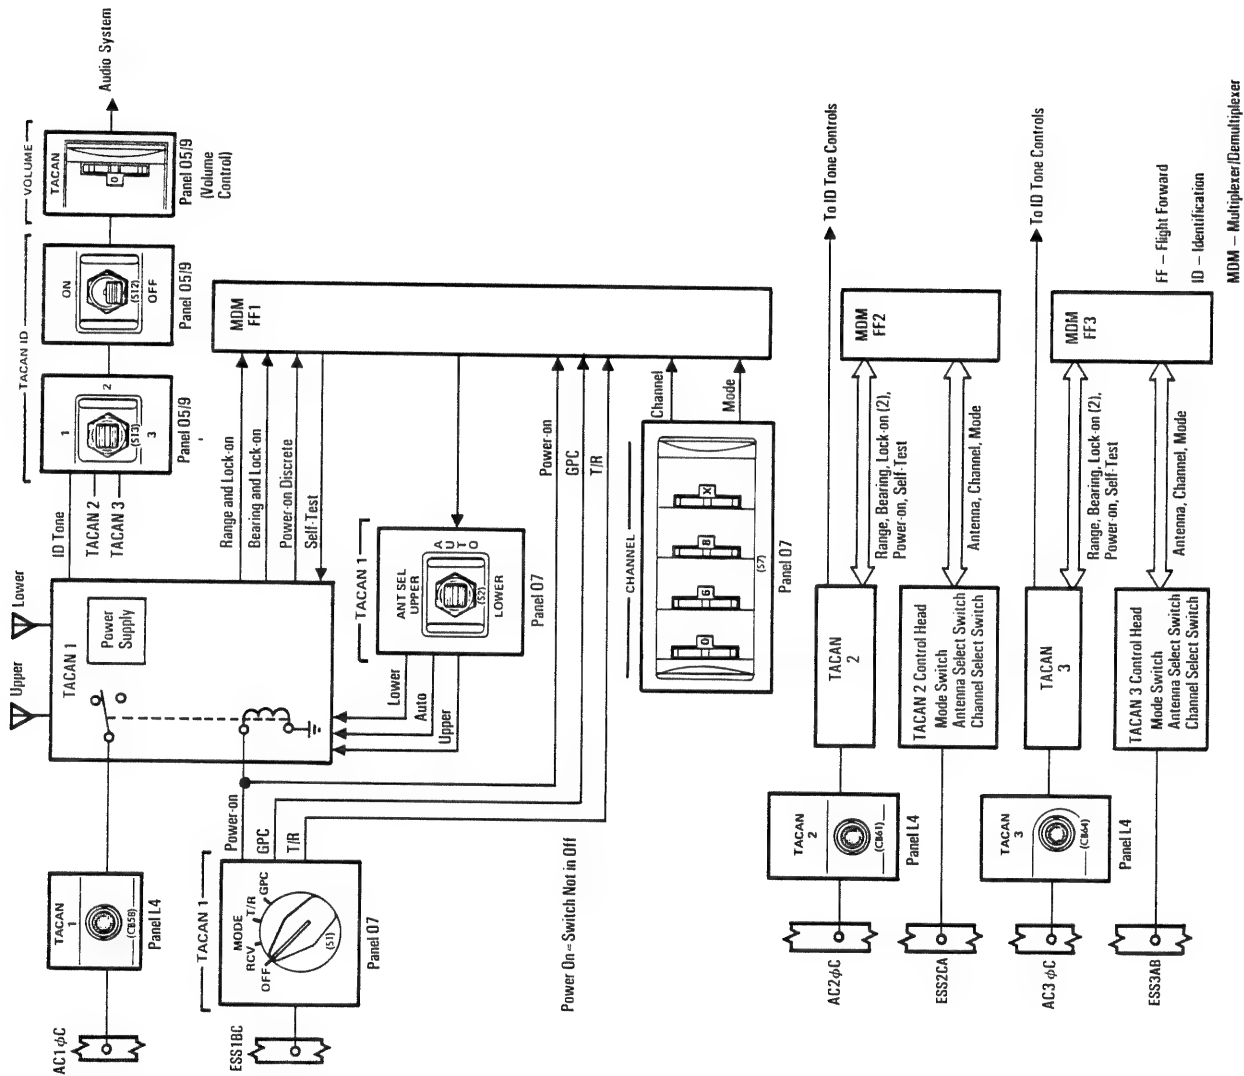 AC1φC
TACAN
1
(CB58)
Panel L4
Upper
Lower
TACAN 1
Power
Supply
ID Tone
TACAN 2
TACAN 3
TACAN ID
1
2
3
(S13)
Panel 05/9
ON
OFF
(S12)
Panel 05/9
VOLUME
TACAN
0
Panel 05/9
(Volume
Control)
Audio System
ESS1BC
TACAN 1
MODE
OFF
RCV
T/R
GPC
(S1)
Panel 07
Power-on
GPC
T/R
Range and Lock-on
Bearing and Lock-on
Power-on Discrete
Self-Test
MDM
FF1
Lower
Auto
Upper
TACAN 1
ANT SEL
UPPER
AUTO
LOWER
(S2)
Panel 07
Power-on
GPC
T/R
Power On = Switch Not in Off
CHANNEL
0
6
8
X
(S7)
Panel 07
Channel
Mode
AC2φC
TACAN
2
(CB61)
Panel L4
TACAN
2
Range, Bearing, Lock-on (2),
Power-on, Self-Test
To ID Tone Controls
MDM
FF2
ESS2CA
TACAN 2 Control Head
Mode Switch
Antenna Select Switch
Channel Select Switch
Antenna, Channel, Mode
AC3 φC
TACAN
3
(CB64)
Panel L4
TACAN
3
Range, Bearing, Lock-on (2),
Power-on, Self-Test
To ID Tone Controls
MDM
FF3
ESS3AB
TACAN 3 Control Head
Mode Switch
Antenna Select Switch
Channel Select Switch
Antenna, Channel, Mode
FF – Flight Forward
ID – Identification
MDM – Multiplexer/Demultiplexer